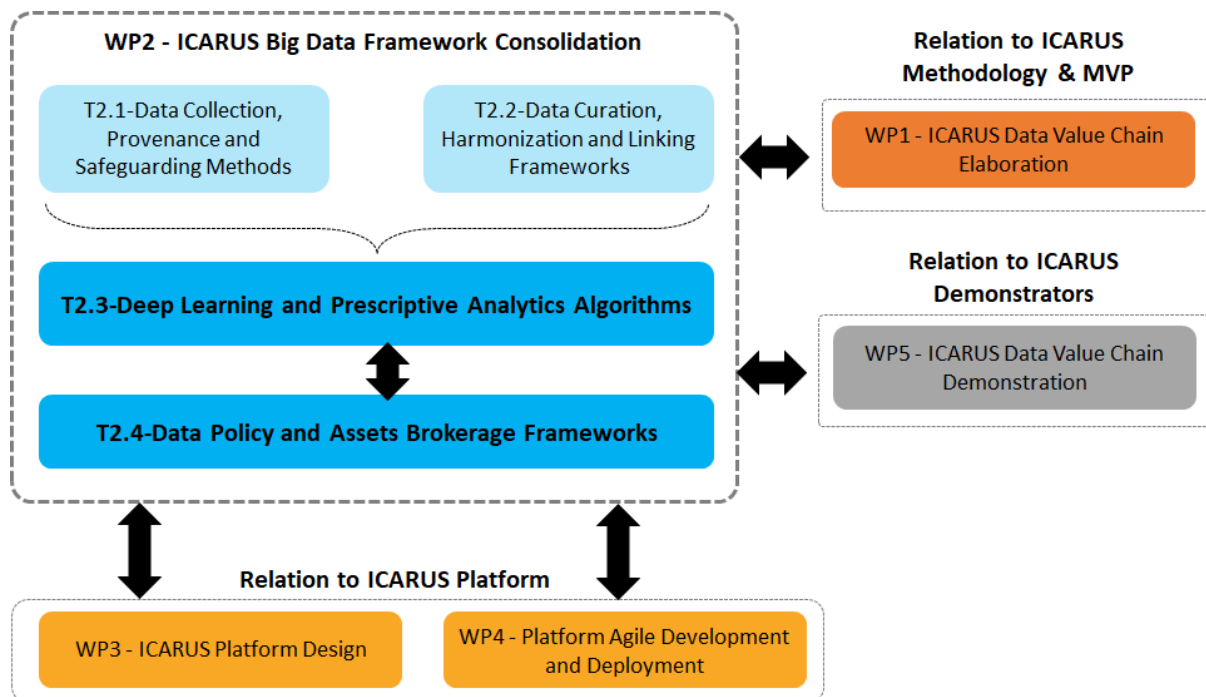 WP2 - ICARUS Big Data Framework Consolidation
T2.1-Data Collection,
Provenance and
Safeguarding Methods
T2.2-Data Curation,
Harmonization and Linking
Frameworks
T2.3-Deep Learning and Prescriptive Analytics Algorithms
T2.4-Data Policy and Assets Brokerage Frameworks
Relation to ICARUS
Methodology & MVP
WP1 - ICARUS Data Value Chain
Elaboration
Relation to ICARUS
Demonstrators
WP5 - ICARUS Data Value Chain
Demonstration
Relation to ICARUS Platform
WP3 - ICARUS Platform Design
WP4 - Platform Agile Development
and Deployment